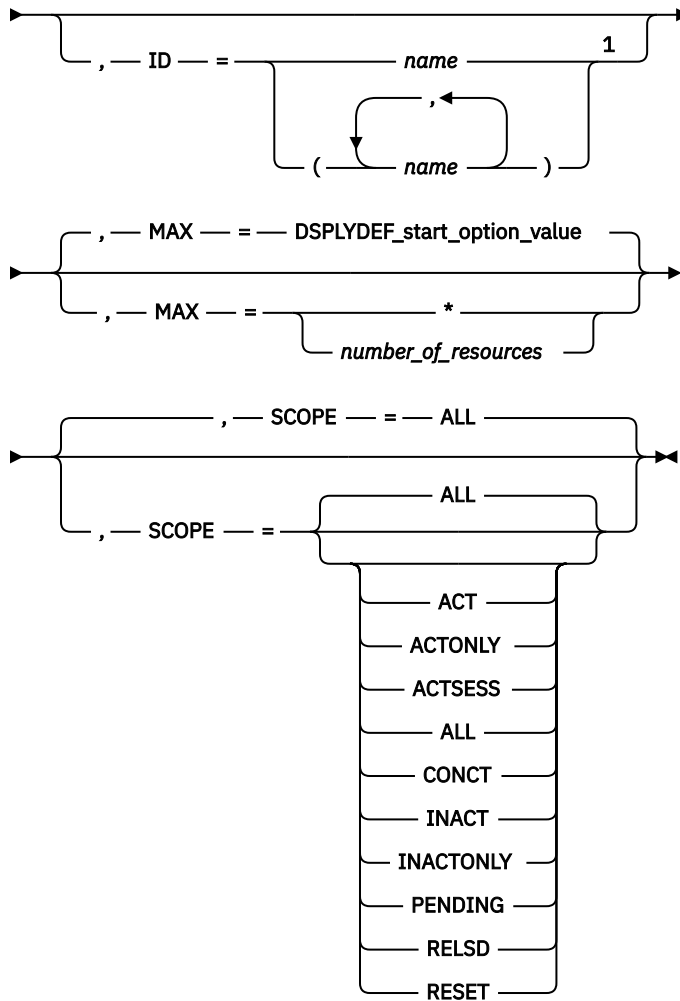 1
, ID = name
,
( name )
, MAX = DSPLYDEF_start_option_value
, MAX = *
number_of_resources
, SCOPE = ALL
ALL
, SCOPE =
ACT
ACTONLY
ACTSESS
ALL
CONCT
INACT
INACTONLY
PENDING
RELSD
RESET